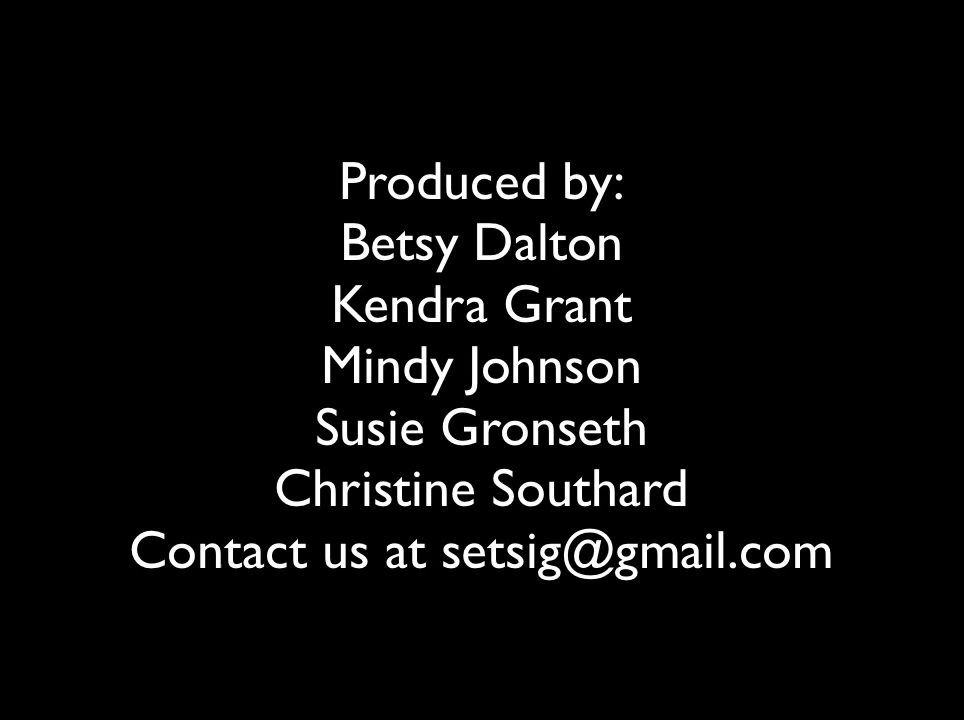 Produced by:
Betsy Dalton
Kendra Grant
Mindy Johnson
Susie Gronseth
Christine Southard
Contact us at setsig@gmail.com